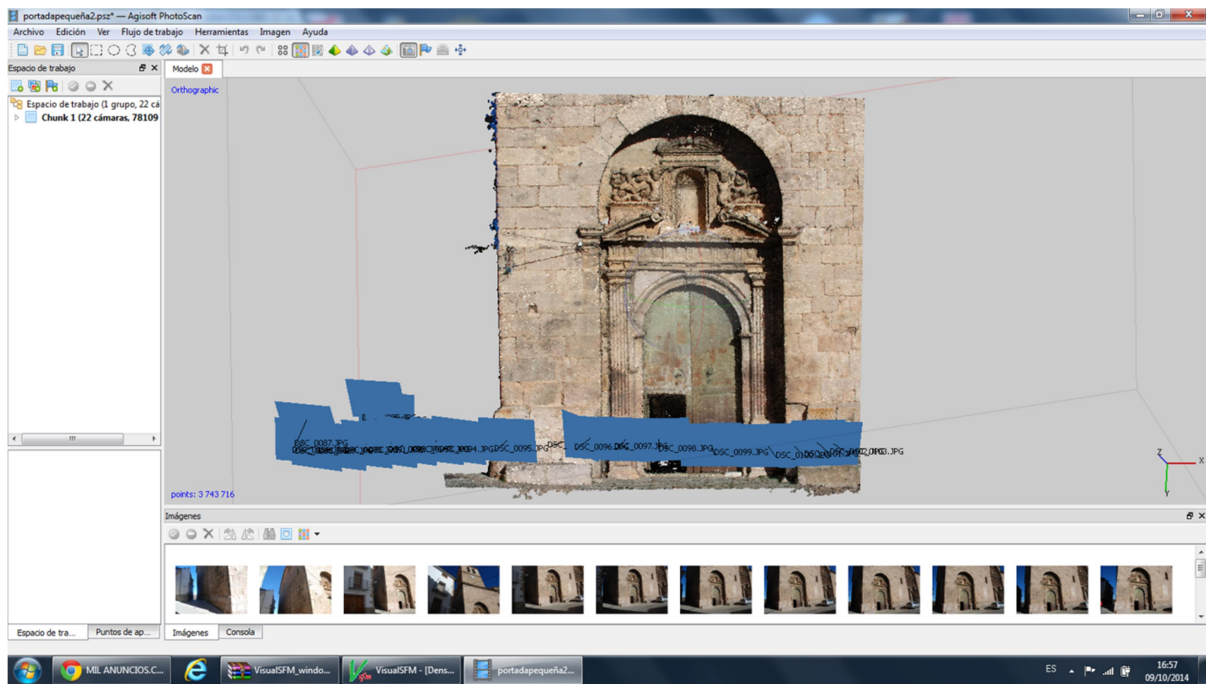 portadapequeña2.psz* — Agisoft PhotoScan
Archivo Edición Ver Flujo de trabajo Herramientas Imagen Ayuda
Espacio de trabajo
Modelo
Espacio de trabajo (1 grupo, 22 cá
Chunk 1 (22 cámaras, 78109
Orthographic
DSC_0087.JPG
DSC_0095.JPG
DSC_0096
DSC_0097.JPG
DSC_0098.JPG
DSC_0099.JPG
points: 3 743 716
X
Y
Z
Imágenes
Espacio de tra... Puntos de ap...
Imágenes Consola
MIL ANUNCIOS.C... VisualSFM_windo... VisualSFM - [Dens... portadapequeña2...
ES
16:57
09/10/2014